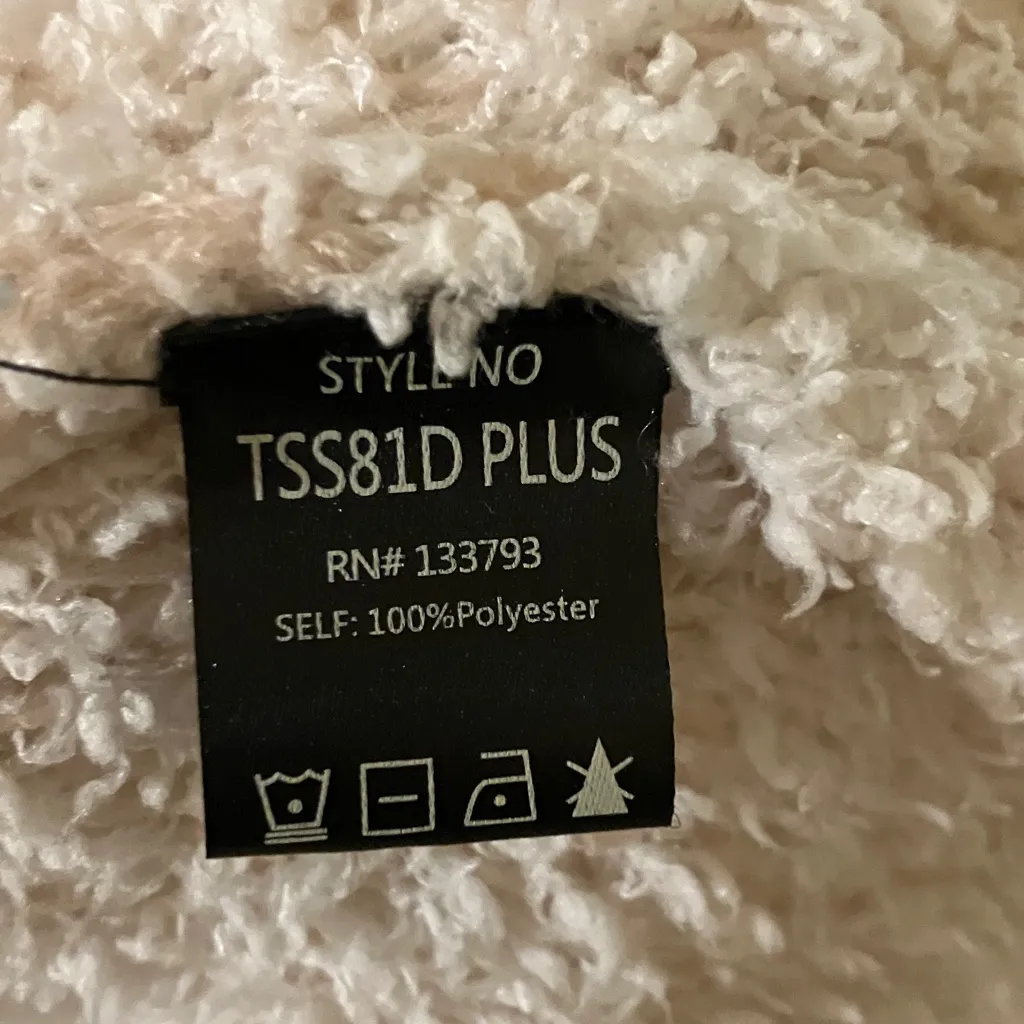 STYLE NO
TSS81D PLUS
RN# 133793
SELF: 100%Polyester